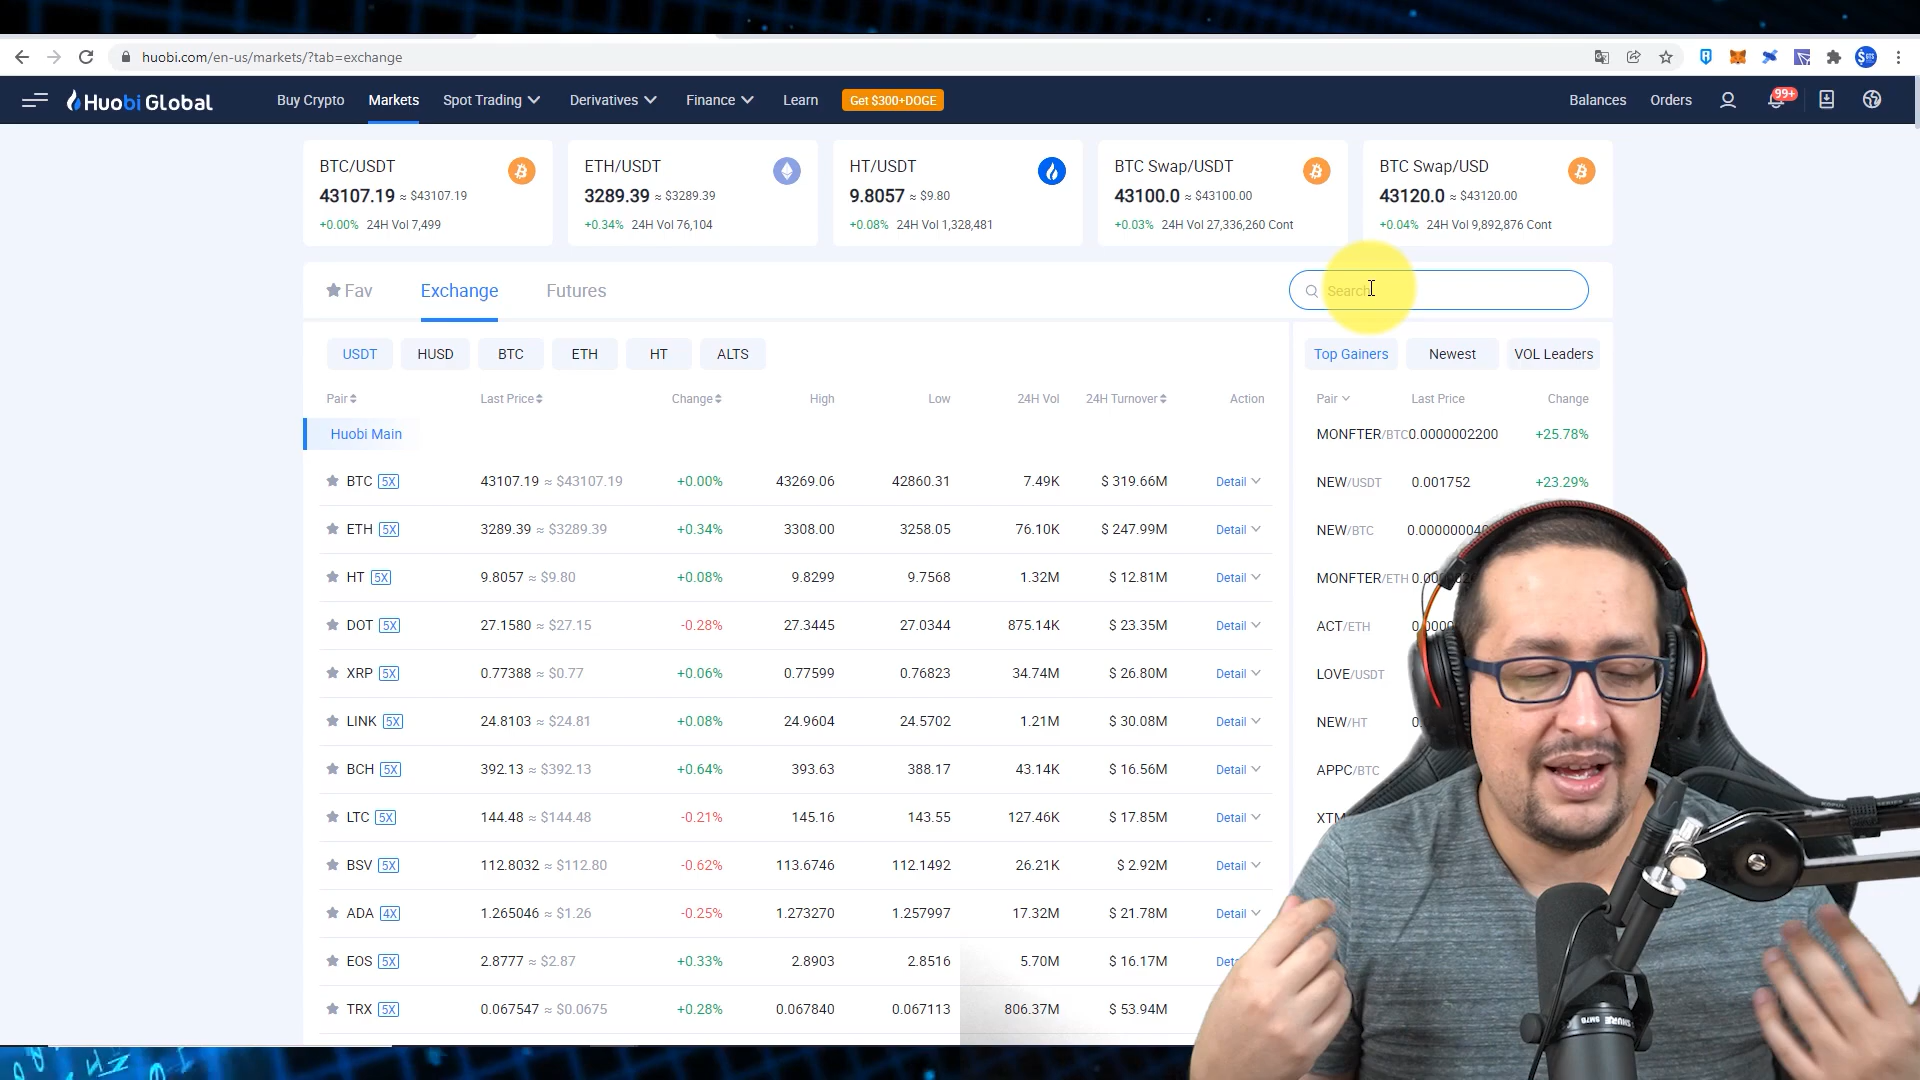 huobi.com/en-us/markets/?tab=exchange
Huobi Global Buy Crypto Markets Spot Trading Derivatives Finance Learn Get $300+DOGE Balances Orders 99+
BTC/USDT
43107.19 ≈ $43107.19
+0.00% 24H Vol 7,499
ETH/USDT
3289.39 ≈ $3289.39
+0.34% 24H Vol 76,104
HT/USDT
9.8057 ≈ $9.80
+0.08% 24H Vol 1,328,481
BTC Swap/USDT
43100.0 ≈ $43100.00
+0.03% 24H Vol 27,336,260 Cont
BTC Swap/USD
43120.0 ≈ $43120.00
+0.04% 24H Vol 9,892,876 Cont
Fav Exchange Futures Search
USDT HUSD BTC ETH HT ALTS
Pair Last Price Change High Low 24H Vol 24H Turnover Action
Huobi Main
BTC 5X 43107.19 ≈ $43107.19 +0.00% 43269.06 42860.31 7.49K $ 319.66M Detail
ETH 5X 3289.39 ≈ $3289.39 +0.34% 3308.00 3258.05 76.10K $ 247.99M Detail
HT 5X 9.8057 ≈ $9.80 +0.08% 9.8299 9.7568 1.32M $ 12.81M Detail
DOT 5X 27.1580 ≈ $27.15 -0.28% 27.3445 27.0344 875.14K $ 23.35M Detail
XRP 5X 0.77388 ≈ $0.77 +0.06% 0.77599 0.76823 34.74M $ 26.80M Detail
LINK 5X 24.8103 ≈ $24.81 +0.08% 24.9604 24.5702 1.21M $ 30.08M Detail
BCH 5X 392.13 ≈ $392.13 +0.64% 393.63 388.17 43.14K $ 16.56M Detail
LTC 5X 144.48 ≈ $144.48 -0.21% 145.16 143.55 127.46K $ 17.85M Detail
BSV 5X 112.8032 ≈ $112.80 -0.62% 113.6746 112.1492 26.21K $ 2.92M Detail
ADA 4X 1.265046 ≈ $1.26 -0.25% 1.273270 1.257997 17.32M $ 21.78M Detail
EOS 5X 2.8777 ≈ $2.87 +0.33% 2.8903 2.8516 5.70M $ 16.17M
TRX 5X 0.067547 ≈ $0.0675 +0.28% 0.067840 0.067113 806.37M $ 53.94M
Top Gainers Newest VOL Leaders
Pair Last Price Change
MONFTER/BTC 0.0000002200 +25.78%
NEW/USDT 0.001752 +23.29%
NEW/BTC
MONFTER/ETH
ACT/ETH
LOVE/USDT
NEW/HT
APPC/BTC
SHURE SM7B